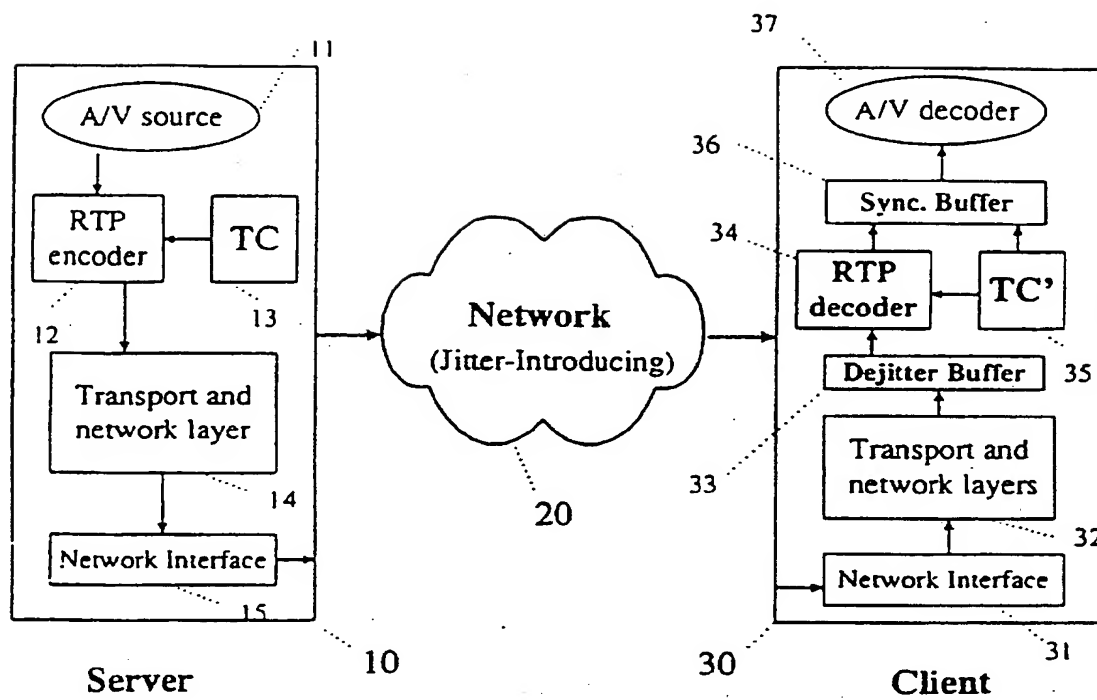 11
A/V source
RTP
encoder
TC
12
13
Transport and
network layer
14
Network Interface
15
10
Server
Network
(Jitter-Introducing)
20
37
A/V decoder
36
Sync. Buffer
34
RTP
decoder
TC'
35
Dejitter Buffer
33
Transport and
network layers
32
Network Interface
31
30
Client